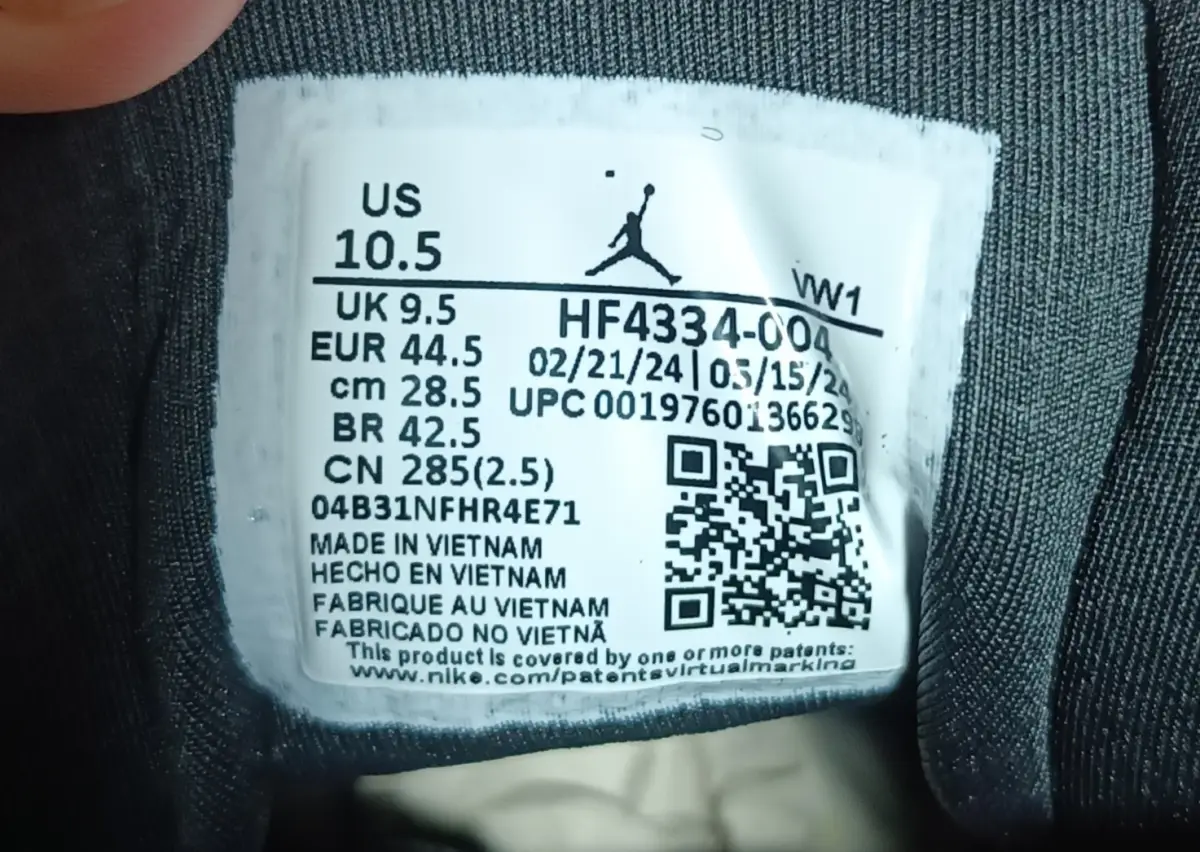 US
10.5
VW1
UK 9.5
EUR 44.5
cm 28.5
BR 42.5
CN 285(2.5)
HF4334-004
02/21/24 | 05/15/24
UPC
04B31NFHR4E71
MADE IN VIETNAM
HECHO EN VIETNAM
FABRIQUE AU VIETNAM
FABRICADO NO VIETNÃ
This product is covered by one or more patents:
www.nike.com/patentsvirtualmarking